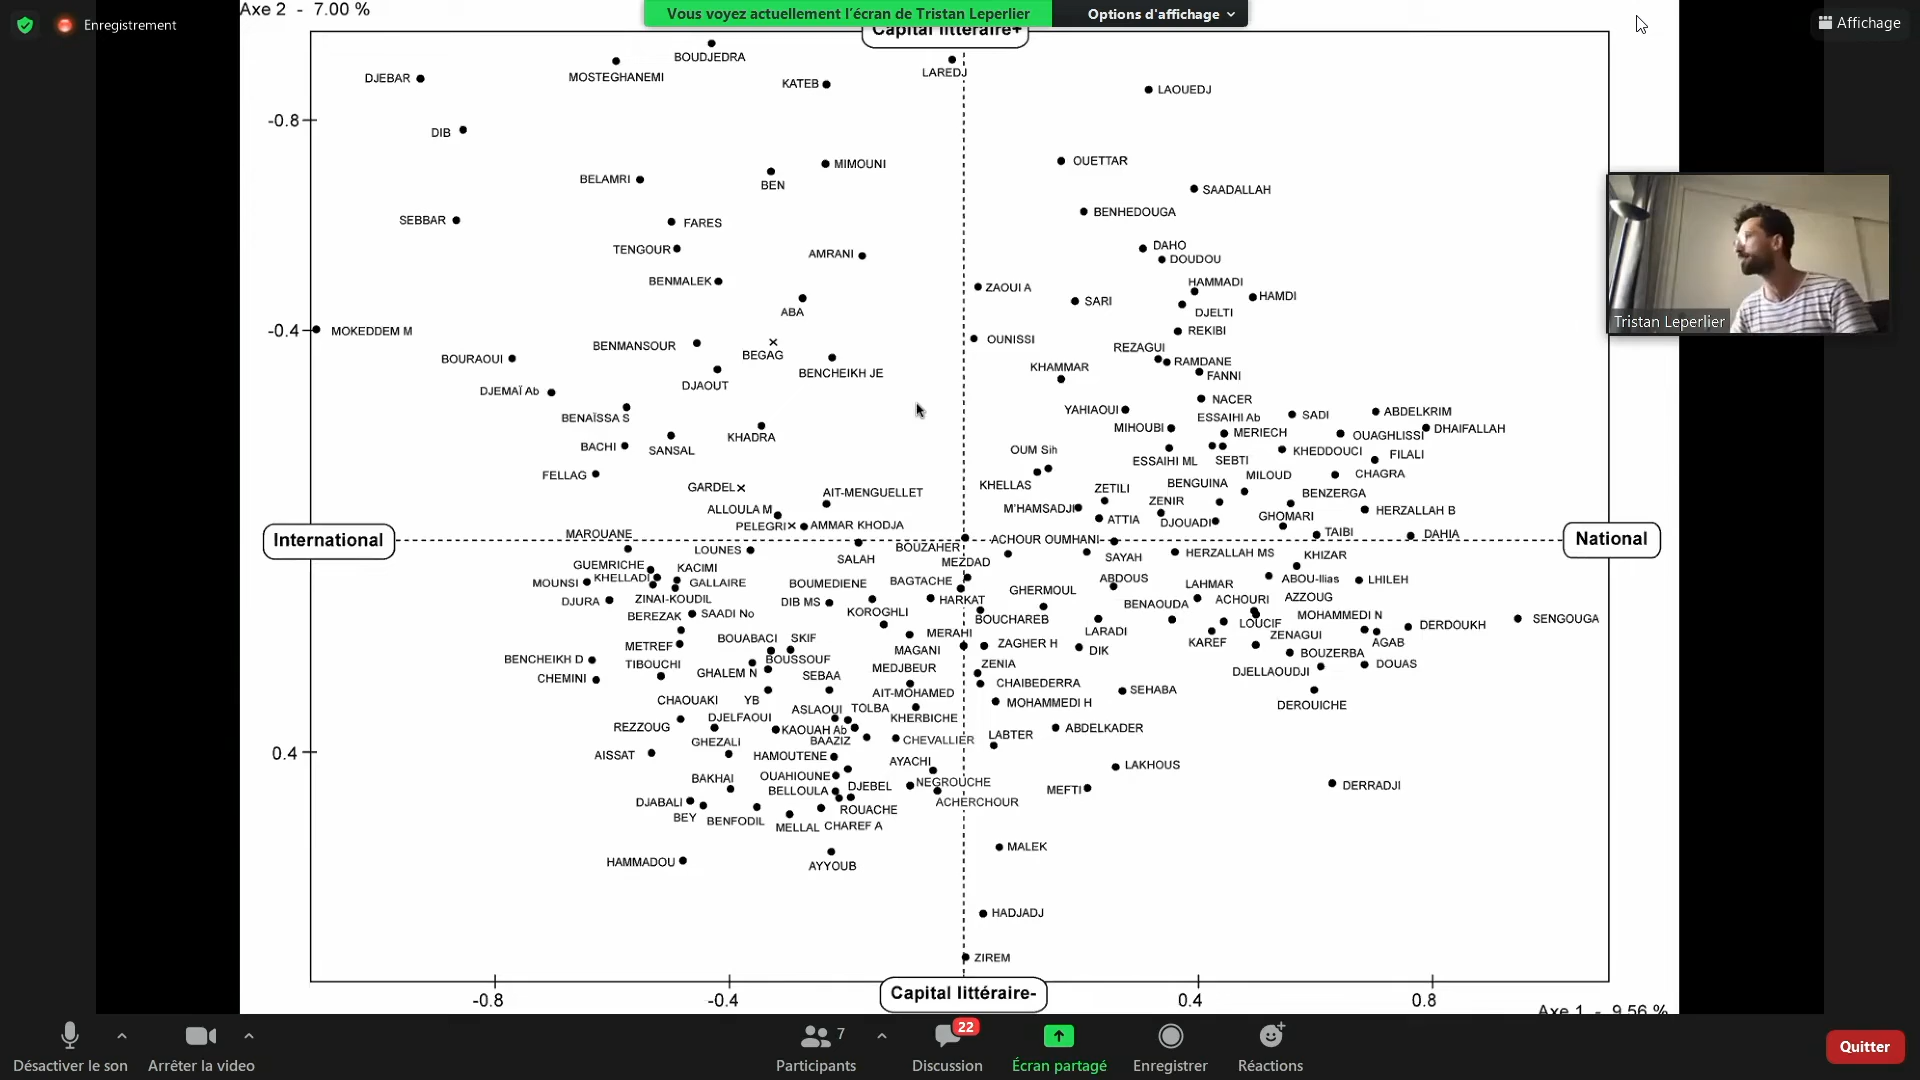 Axe 2 - 7.00 %
Vous voyez actuellement l'écran de Tristan Leperlier
Options d'affichage
Affichage
Enregistrement
Capital littéraire+
BOUDJEDRA
MOSTEGHANEMI
DJEBAR
KATEB
LAREDJ
LAOUEDJ
-0.8
DIB
MIMOUNI
OUETTAR
BELAMRI
BEN
SAADALLAH
SEBBAR
FARES
BENHEDOUGA
TENGOUR
AMRANI
DAHO
DOUDOU
BENMALEK
ZAOUI A
HAMMADI
HAMDI
ABA
SARI
DJELTI
-0.4
MOKEDDEM M
REKIBI
OUNISSI
BENMANSOUR
BEGAG
REZAGUI
BOURAOUI
BENCHEIKH JE
RAMDANE
KHAMMAR
FANNI
DJAOUT
DJEMAÏ Ab
NACER
BENAÏSSA S
YAHIAOUI
ESSAIHI Ab
SADI
ABDELKRIM
MIHOUBI
MERIECH
OUAGHLISSI
DHAIFALLAH
KHADRA
BACHI
SANSAL
OUM Sih
KHEDDOUCI
FILALI
ESSAIHI ML
SEBTI
FELLAG
KHELLAS
MILOUD
CHAGRA
GARDEL
AIT-MENGUELLET
ZETILI
BENGUINA
BENZERGA
ALLOULA M
M'HAMSADJI
ZENIR
HERZALLAH B
PELEGRI
AMMAR KHODJA
ATTIA
DJOUADI
GHOMARI
MAROUANE
TAIBI
DAHIA
International
National
BOUZAHER
ACHOUR OUMHANI
LOUNES
SALAH
MEZDAD
SAYAH
HERZALLAH MS
KHIZAR
GUEMRICHE
KACIMI
MOUNSI
KHELLADI
GALLAIRE
BOUMEDIENE
BAGTACHE
ABDOUS
LAHMAR
ABOU-Ilias
LHILEH
DJURA
ZINAI-KOUDIL
DIB MS
HARKAT
GHERMOUL
BENAOUDA
ACHOURI
AZZOUG
BEREZAK
SAADI No
KOROGHLI
BOUCHAREB
LOUCIF
MOHAMMEDI N
DERDOUKH
SENGOUGA
METREF
BOUABACI
SKIF
MERAHI
ZAGHER H
LARADI
KAREF
ZENAGUI
AGAB
BENCHEIKH D
TIBOUCHI
BOUSSOUF
MAGANI
DIK
BOUZERBA
DOUAS
CHEMINI
GHALEM N
SEBAA
MEDJBEUR
ZENIA
DJELLAOUDJI
CHAIBEDERRA
SEHABA
CHAOUAKI
YB
AIT-MOHAMED
MOHAMMEDI H
DEROUICHE
REZZOUG
DJELFAOUI
ASLAOUI
TOLBA
KHERBICHE
KAOUAH Ab
ABDELKADER
GHEZALI
BAAZIZ
CHEVALLIER
LABTER
0.4
AISSAT
HAMOUTENE
AYACHI
LAKHOUS
BAKHAI
OUAHIOUNE
DJEBEL
NEGROUCHE
MEFTI
DERRADJI
BELLOULA
DJABALI
ROUACHE
ACHERCHOUR
BEY
BENFODIL
MELLAL
CHAREF A
MALEK
HAMMADOU
AYYOUB
HADJADJ
ZIREM
Capital littéraire-
-0.8
-0.4
0.4
0.8
Axe 1 - 9.56 %
Tristan Leperlier
Désactiver le son
Arrêter la video
Participants
7
Discussion
22
Écran partagé
Enregistrer
Réactions
Quitter